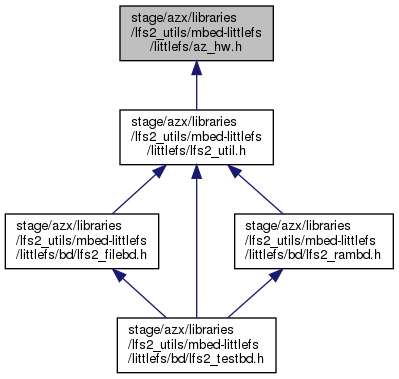 stage/azx/libraries
/lfs2_utils/mbed-littlefs
/littlefs/az_hw.h
stage/azx/libraries
/lfs2_utils/mbed-littlefs
/littlefs/lfs2_util.h
stage/azx/libraries
/lfs2_utils/mbed-littlefs
/littlefs/bd/lfs2_filebd.h
stage/azx/libraries
/lfs2_utils/mbed-littlefs
/littlefs/bd/lfs2_rambd.h
stage/azx/libraries
/lfs2_utils/mbed-littlefs
/littlefs/bd/lfs2_testbd.h